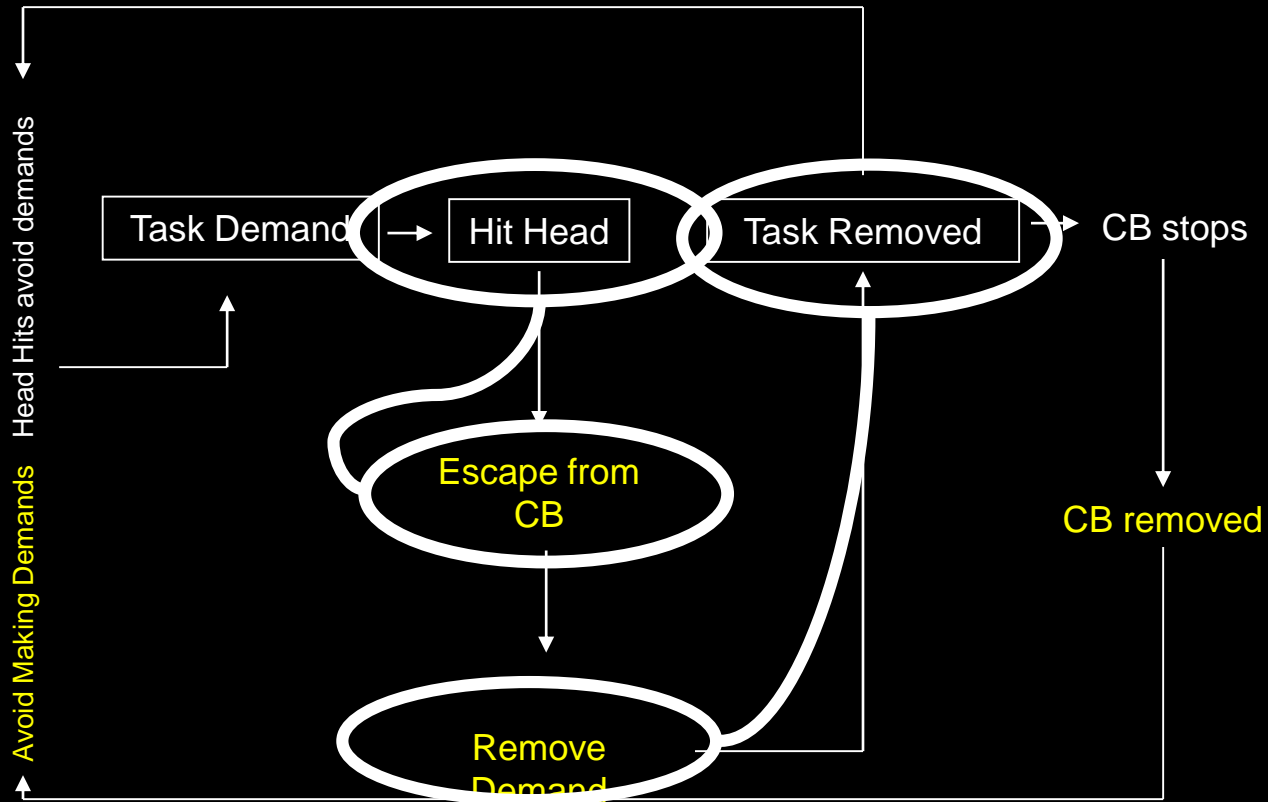 Task Demand
Hit Head
Task Removed
CB stops
Head Hits avoid demands
Escape from
CB
CB removed
Avoid Making Demands
Remove
Demand